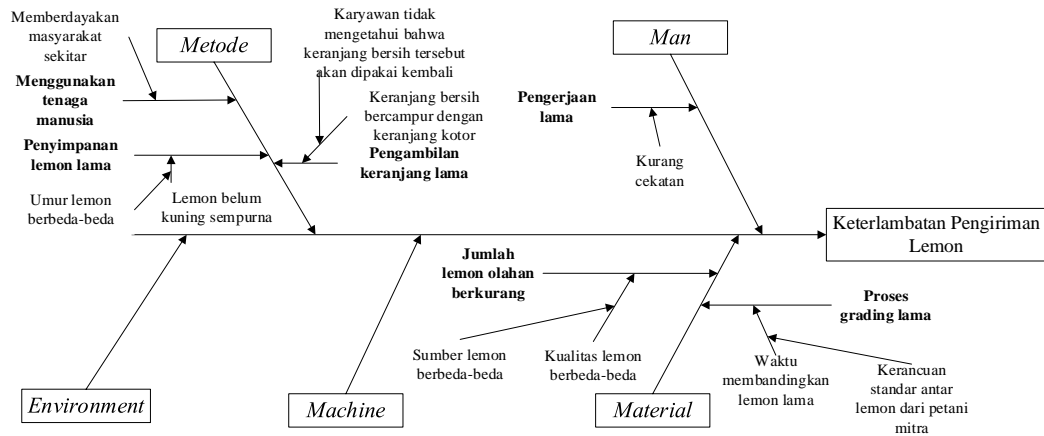 Memberdayakan
masyarakat
sekitar
Metode
Karyawan tidak
mengetahui bahwa
keranjang bersih tersebut
akan dipakai kembali
Man
Menggunakan
tenaga
manusia
Keranjang bersih
bercampur dengan
keranjang kotor
Pengerjaan
lama
Penyimpanan
lemon lama
Pengambilan
keranjang lama
Kurang
cekatan
Umur lemon
berbeda-beda
Lemon belum
kuning sempurna
Keterlambatan Pengiriman
Lemon
Jumlah
lemon olahan
berkurang
Proses
grading lama
Sumber lemon
berbeda-beda
Kualitas lemon
berbeda-beda
Waktu
membandingkan
lemon lama
Kerancuan
standar antar
lemon dari petani
mitra
Environment
Machine
Material